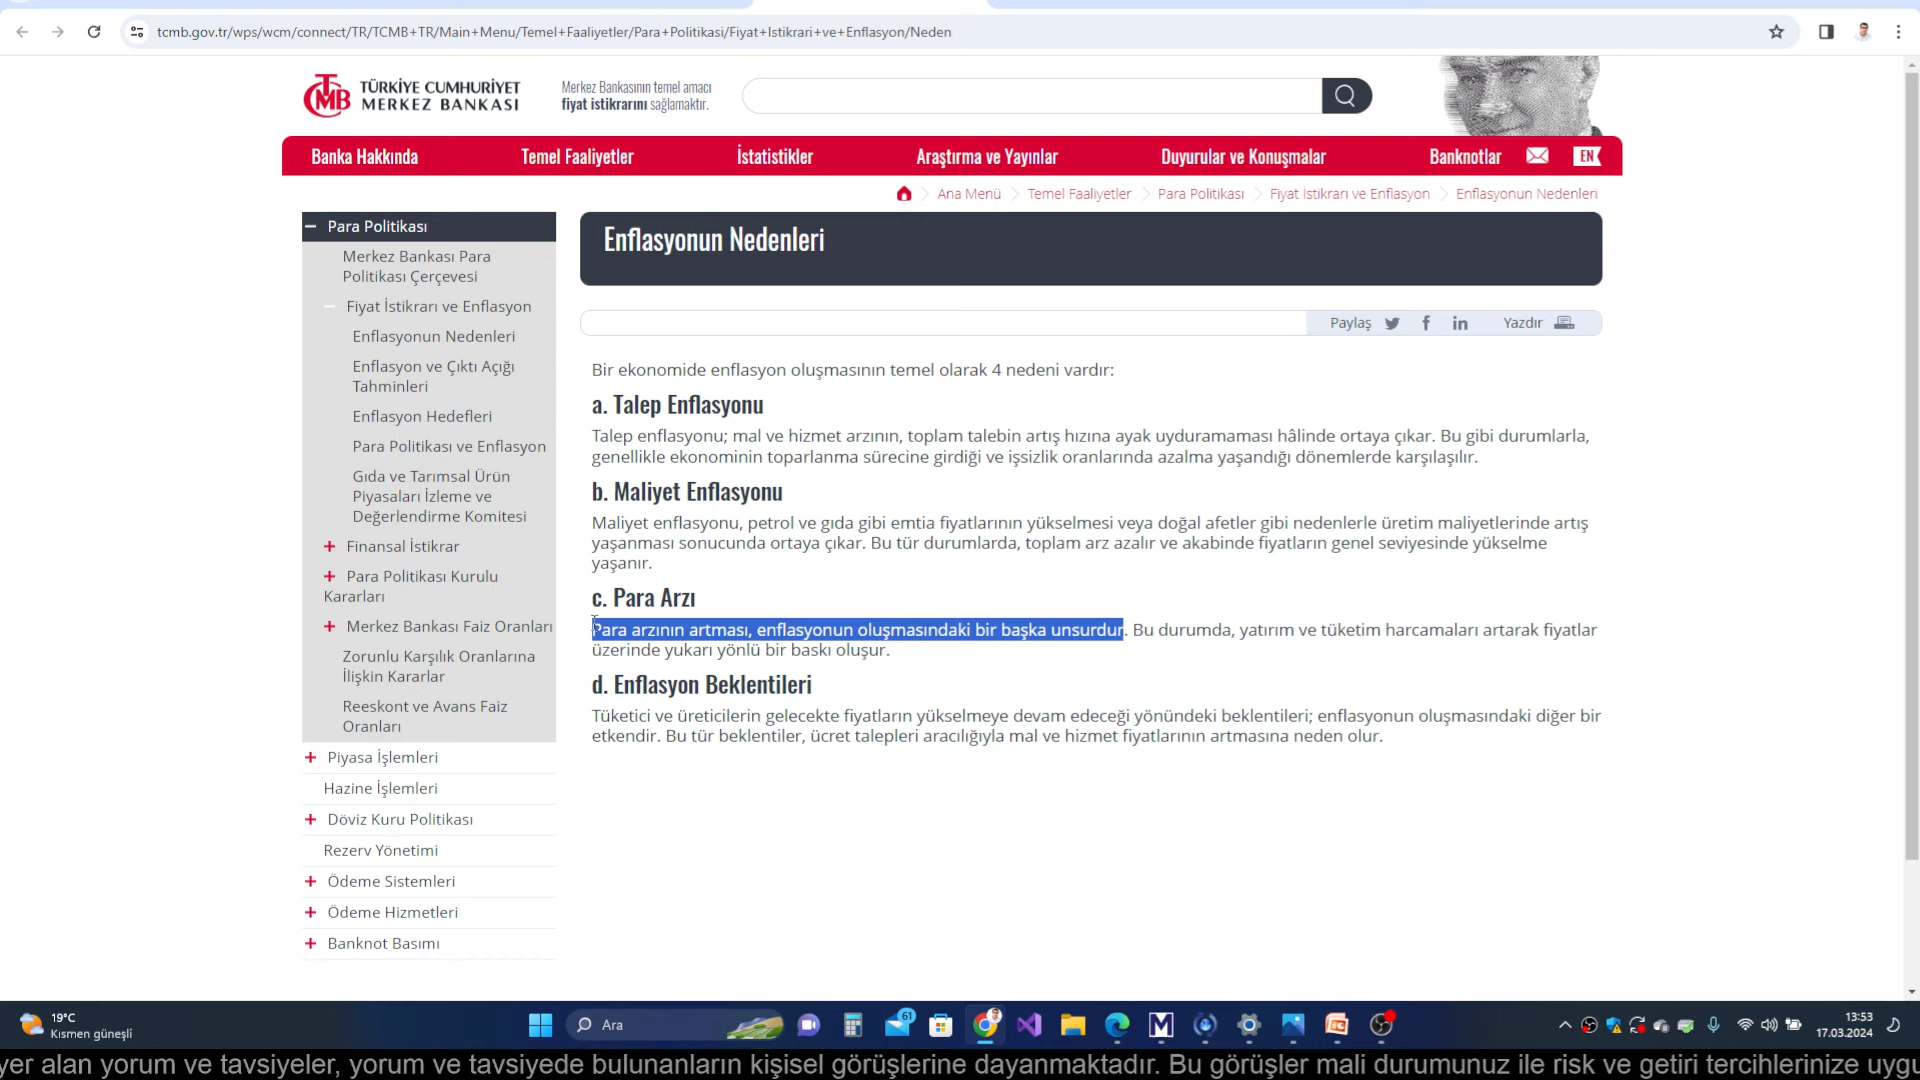 tcmb.gov.tr/wps/wcm/connect/TR/TCMB+TR/Main+Menu/Temel+Faaliyetler/Para+Politikasi/Fiyat+Istikrari+ve+Enflasyon/Neden
TÜRKİYE CUMHURİYET
MERKEZ BANKASI
Merkez Bankasının temel amacı
fiyat istikrarını sağlamaktır.
Banka Hakkında
Temel Faaliyetler
İstatistikler
Araştırma ve Yayınlar
Duyurular ve Konuşmalar
Banknotlar
EN
Ana Menü
Temel Faaliyetler
Para Politikası
Fiyat İstikrarı ve Enflasyon
Enflasyonun Nedenleri
Para Politikası
Merkez Bankası Para
Politikası Çerçevesi
Fiyat İstikrarı ve Enflasyon
Enflasyonun Nedenleri
Enflasyon ve Çıktı Açığı
Tahminleri
Enflasyon Hedefleri
Para Politikası ve Enflasyon
Gıda ve Tarımsal Ürün
Piyasaları İzleme ve
Değerlendirme Komitesi
+ Finansal İstikrar
+ Para Politikası Kurulu
Kararları
+ Merkez Bankası Faiz Oranları
Zorunlu Karşılık Oranlarına
İlişkin Kararlar
Reeskont ve Avans Faiz
Oranları
+ Piyasa İşlemleri
Hazine İşlemleri
+ Döviz Kuru Politikası
Rezerv Yönetimi
+ Ödeme Sistemleri
+ Ödeme Hizmetleri
+ Banknot Basımı
Enflasyonun Nedenleri
Paylaş
Yazdır
Bir ekonomide enflasyon oluşmasının temel olarak 4 nedeni vardır:
a. Talep Enflasyonu
Talep enflasyonu; mal ve hizmet arzının, toplam talebin artış hızına ayak uyduramaması hâlinde ortaya çıkar. Bu gibi durumlarla,
genellikle ekonominin toparlanma sürecine girdiği ve işsizlik oranlarında azalma yaşandığı dönemlerde karşılaşılır.
b. Maliyet Enflasyonu
Maliyet enflasyonu, petrol ve gıda gibi emtia fiyatlarının yükselmesi veya doğal afetler gibi nedenlerle üretim maliyetlerinde artış
yaşanması sonucunda ortaya çıkar. Bu tür durumlarda, toplam arz azalır ve akabinde fiyatların genel seviyesinde yükselme
yaşanır.
c. Para Arzı
Para arzının artması, enflasyonun oluşmasındaki bir başka unsurdur. Bu durumda, yatırım ve tüketim harcamaları artarak fiyatlar
üzerinde yukarı yönlü bir baskı oluşur.
d. Enflasyon Beklentileri
Tüketici ve üreticilerin gelecekte fiyatların yükselmeye devam edeceği yönündeki beklentileri; enflasyonun oluşmasındaki diğer bir
etkendir. Bu tür beklentiler, ücret talepleri aracılığıyla mal ve hizmet fiyatlarının artmasına neden olur.
19°C
Kısmen güneşli
Ara
61
13:53
17.03.2024
yer alan yorum ve tavsiyeler, yorum ve tavsiyede bulunanların kişisel görüşlerine dayanmaktadır. Bu görüşler mali durumunuz ile risk ve getiri tercihlerinize uygu